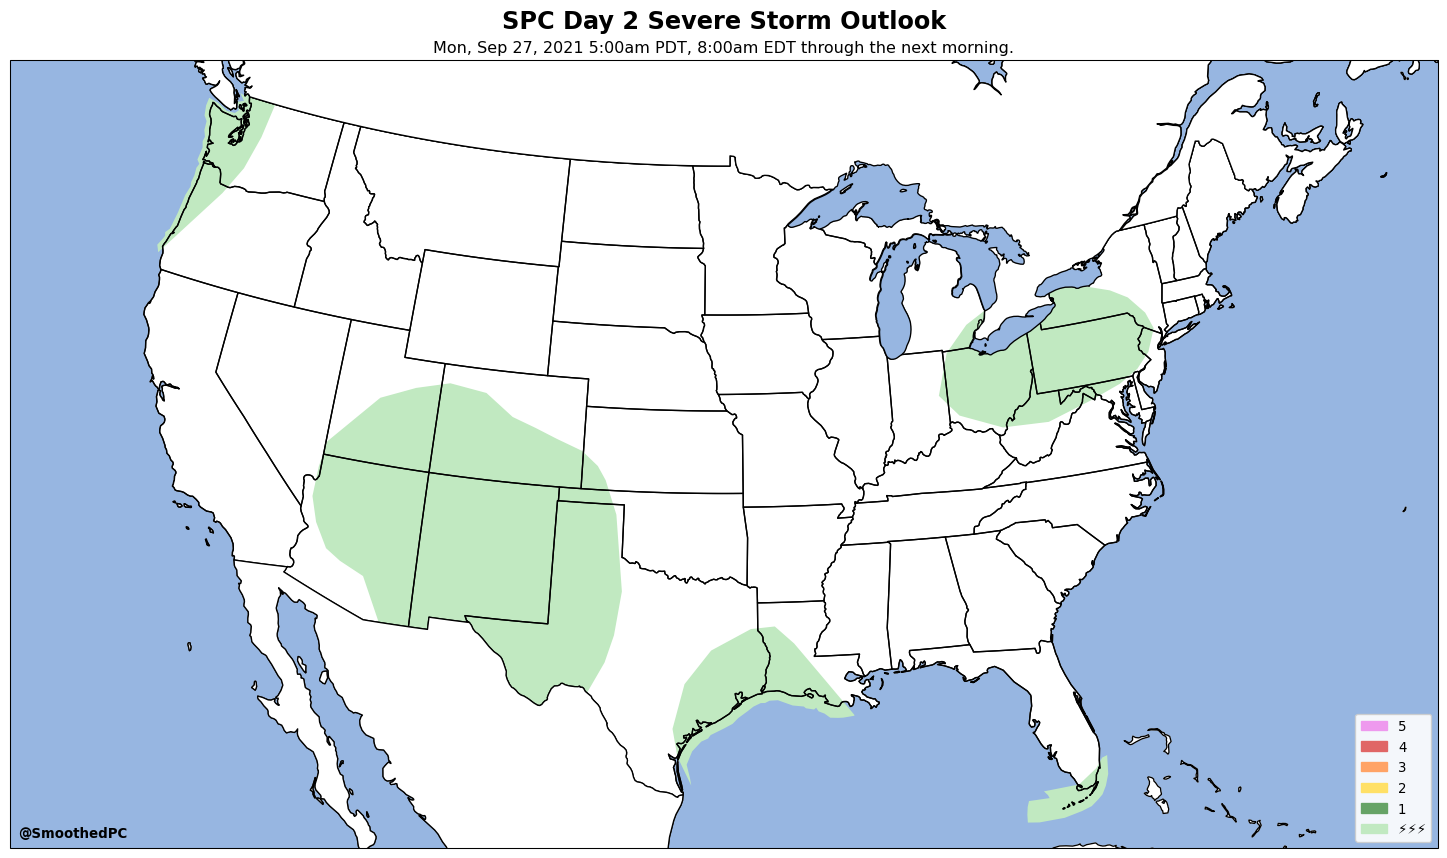 SPC Day 2 Severe Storm Outlook
Mon, Sep 27, 2021 5:00am PDT, 8:00am EDT through the next morning.
5
4
3
2
1
⚡⚡⚡
@SmoothedPC